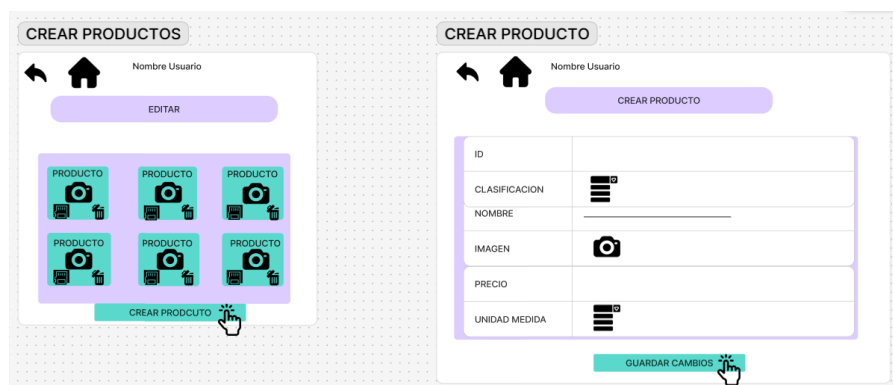 CREAR PRODUCTOS
Nombre Usuario
EDITAR
PRODUCTO PRODUCTO PRODUCTO
PRODUCTO PRODUCTO PRODUCTO
CREAR PRODCUTO
CREAR PRODUCTO
Nombre Usuario
CREAR PRODUCTO
ID
CLASIFICACION
NOMBRE
IMAGEN
PRECIO
UNIDAD MEDIDA
GUARDAR CAMBIOS